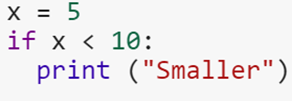 x = 5
if x < 10:
  print ("Smaller")